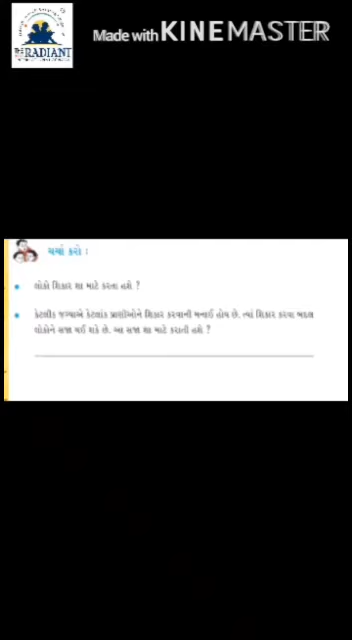 RADIANT
Made with KINEMASTER
ચર્ચા કરો :
લોકો શિકાર શા માટે કરતા હશે ?
કેટલીક જગ્યાએ કેટલાંક પ્રાણીઓને શિકાર કરવાની મનાઈ હોય છે. ત્યાં શિકાર કરવા બદલ
લોકોને સજા થઈ શકે છે. આ સજા શા માટે કરાતી હશે ?